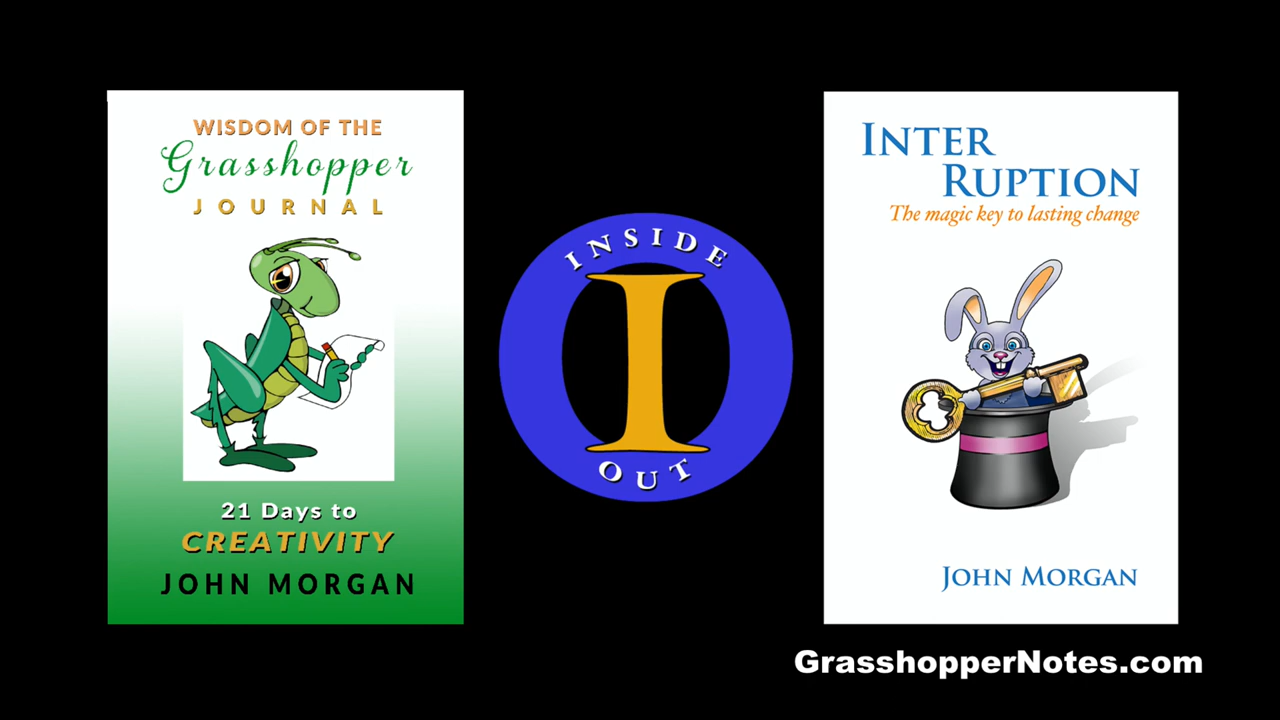 WISDOM OF THE
Grasshopper
JOURNAL
21 Days to
CREATIVITY
JOHN MORGAN
INSIDE
I
OUT
INTER
RUPTION
The magic key to lasting change
JOHN MORGAN
GrasshopperNotes.com